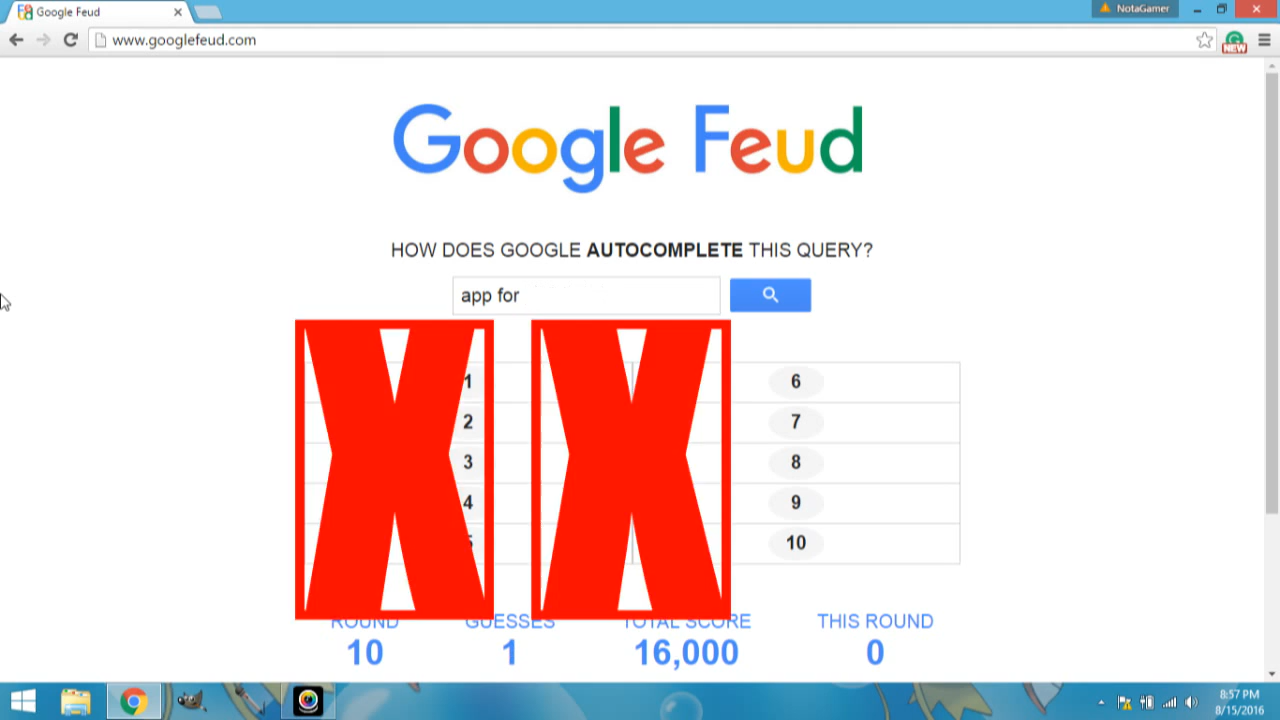 Google Feud
NotaGamer
www.googlefeud.com
NEW
Google Feud
HOW DOES GOOGLE AUTOCOMPLETE THIS QUERY?
app for
X X
1 6
2 7
3 8
4 9
5 10
ROUND GUESSES TOTAL SCORE THIS ROUND
10 1 16,000 0
8:57 PM
8/15/2016